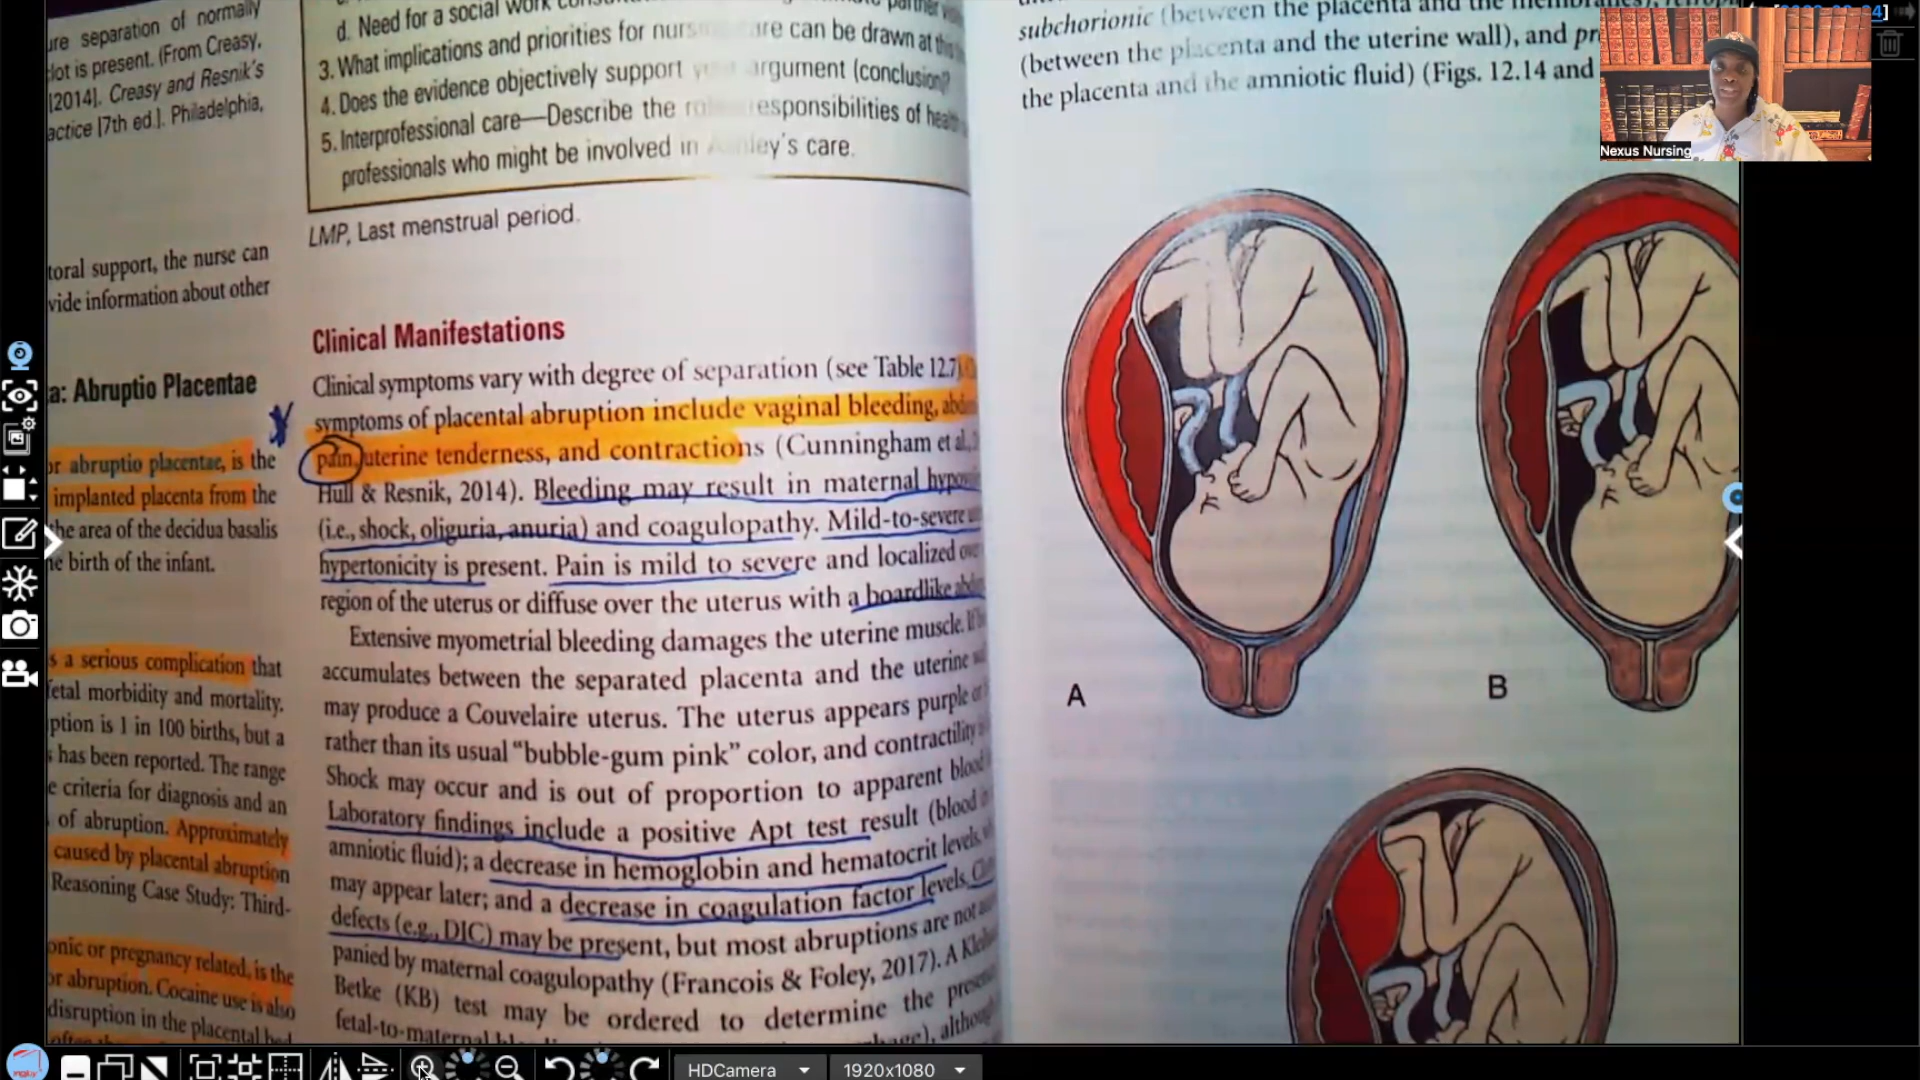 ure separation of normally
lot is present. (From Creasy,
[2014]. Creasy and Resnik's
actice [7th ed.]. Philadelphia,
toral support, the nurse can
vide information about other
a: Abruptio Placentae
or abruptio placentae, is the
implanted placenta from the
he area of the decidua basalis
he birth of the infant.
s a serious complication that
fetal morbidity and mortality.
ption is 1 in 100 births, but a
has been reported. The range
e criteria for diagnosis and an
of abruption. Approximately
caused by placental abruption
Reasoning Case Study: Third-
onic or pregnancy related, is the
or abruption. Cocaine use is also
disruption in the placental bed
d. Need for a social work
3. What implications and priorities for care can be drawn at this
4. Does the evidence objectively support your argument (conclusion)?
5. Interprofessional care—Describe the responsibilities of health
professionals who might be involved in care.
LMP, Last menstrual period.
Clinical Manifestations
Clinical symptoms vary with degree of separation (see Table 12.7).
symptoms of placental abruption include vaginal bleeding,
pain, uterine tenderness, and contractions (Cunningham et al.,
Hull & Resnik, 2014). Bleeding may result in maternal
(i.e., shock, oliguria, anuria) and coagulopathy. Mild-to-severe
hypertonicity is present. Pain is mild to severe and localized
region of the uterus or diffuse over the uterus with a boardlike
Extensive myometrial bleeding damages the uterine muscle. If
accumulates between the separated placenta and the uterine
may produce a Couvelaire uterus. The uterus appears purple
rather than its usual "bubble-gum pink" color, and contractility
Shock may occur and is out of proportion to apparent blood
Laboratory findings include a positive Apt test result (blood in
amniotic fluid); a decrease in hemoglobin and hematocrit levels,
may appear later; and a decrease in coagulation factor levels.
defects (e.g., DIC) may be present, but most abruptions are not
panied by maternal coagulopathy (Francois & Foley, 2017). A
Betke (KB) test may be ordered to determine the
fetal-to-maternal although
subchorionic (between the placenta and the membranes),
(between the placenta and the uterine wall), and
the placenta and the amniotic fluid) (Figs. 12.14 and
A
B
Nexus Nursing
HDCamera
1920x1080